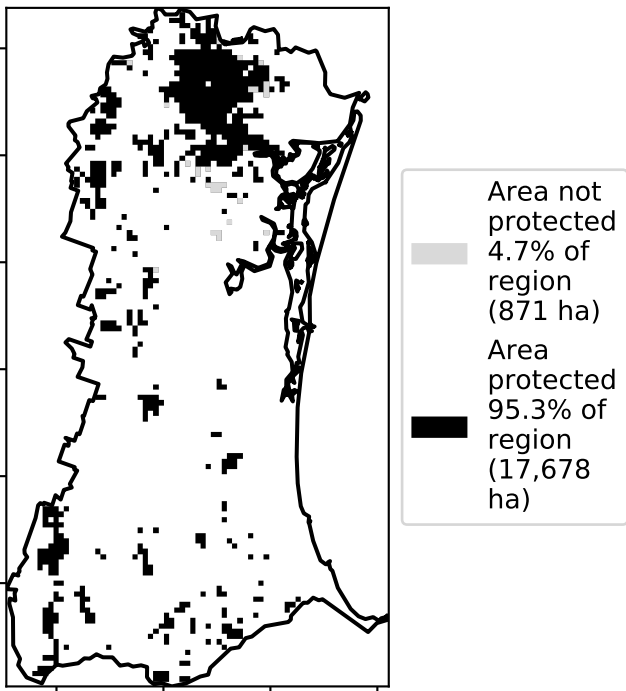 Area not
protected
4.7% of
region
(871 ha)
Area
protected
95.3% of
region
(17,678
ha)